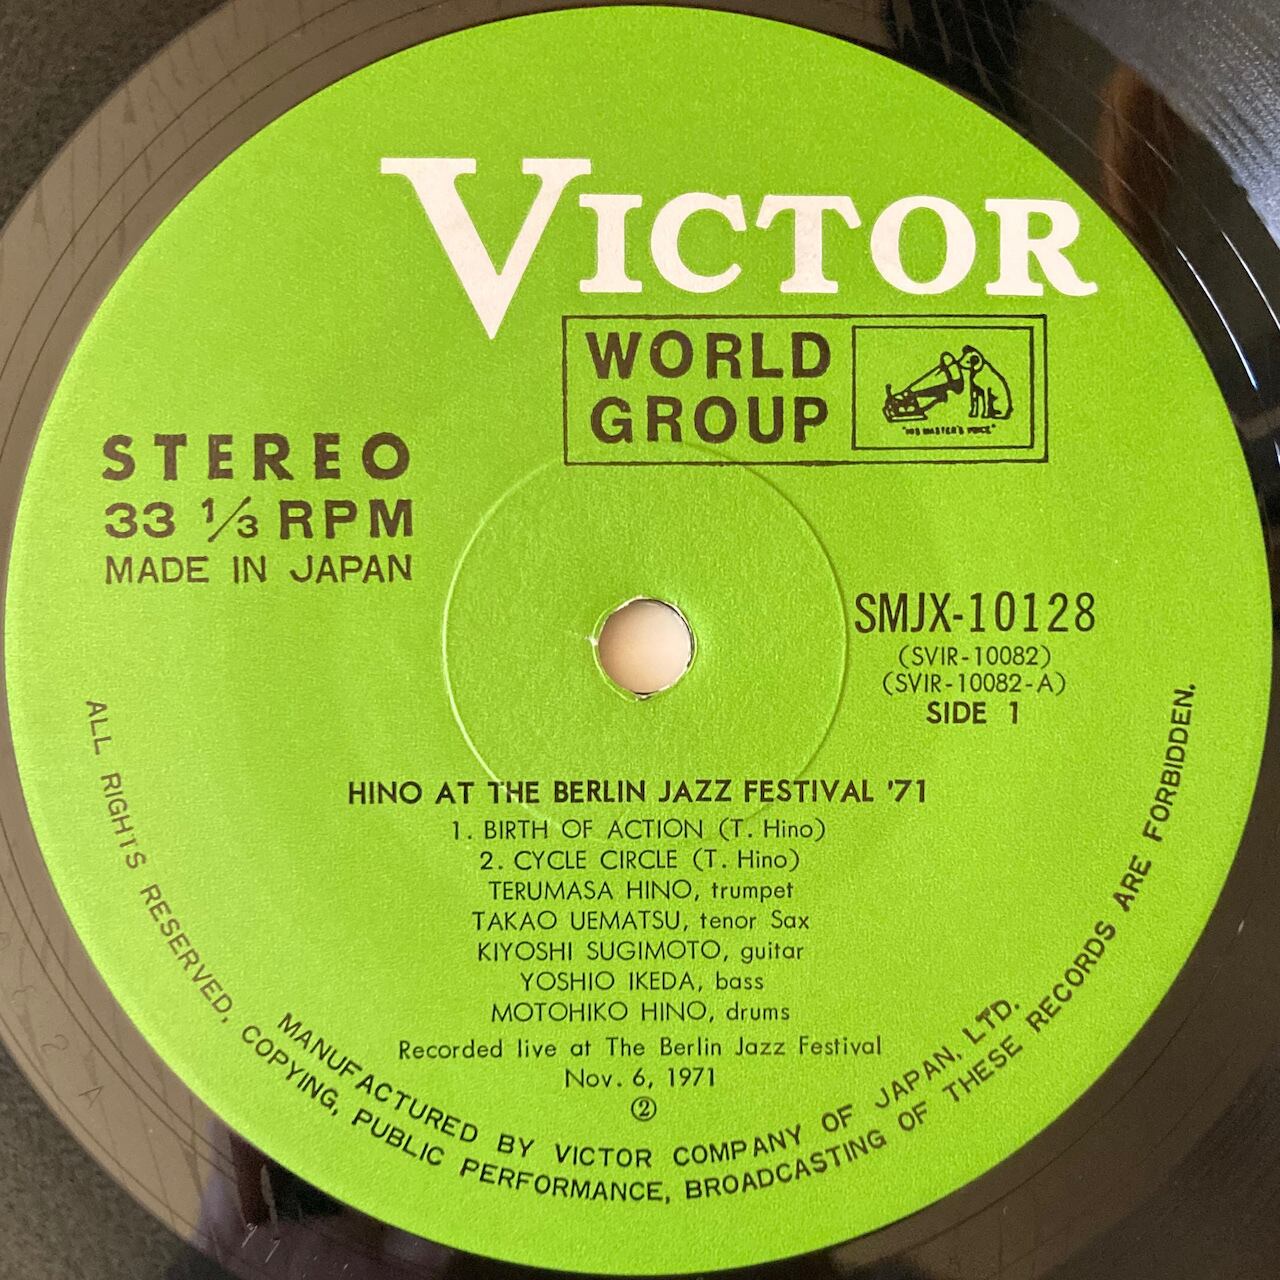 VICTOR
WORLD
GROUP
"HIS MASTER'S VOICE"
STEREO
33 1/3 RPM
MADE IN JAPAN
SMJX-10128
(SVIR-10082)
(SVIR-10082-A)
SIDE 1
HINO AT THE BERLIN JAZZ FESTIVAL '71
1. BIRTH OF ACTION (T. Hino)
2. CYCLE CIRCLE (T. Hino)
TERUMASA HINO, trumpet
TAKAO UEMATSU, tenor Sax
KIYOSHI SUGIMOTO, guitar
YOSHIO IKEDA, bass
MOTOHIKO HINO, drums
Recorded live at The Berlin Jazz Festival
Nov. 6, 1971
②
MANUFACTURED BY VICTOR COMPANY OF JAPAN, LTD.
ALL RIGHTS RESERVED, COPYING, PUBLIC PERFORMANCE, BROADCASTING OF THESE RECORDS ARE FORBIDDEN.